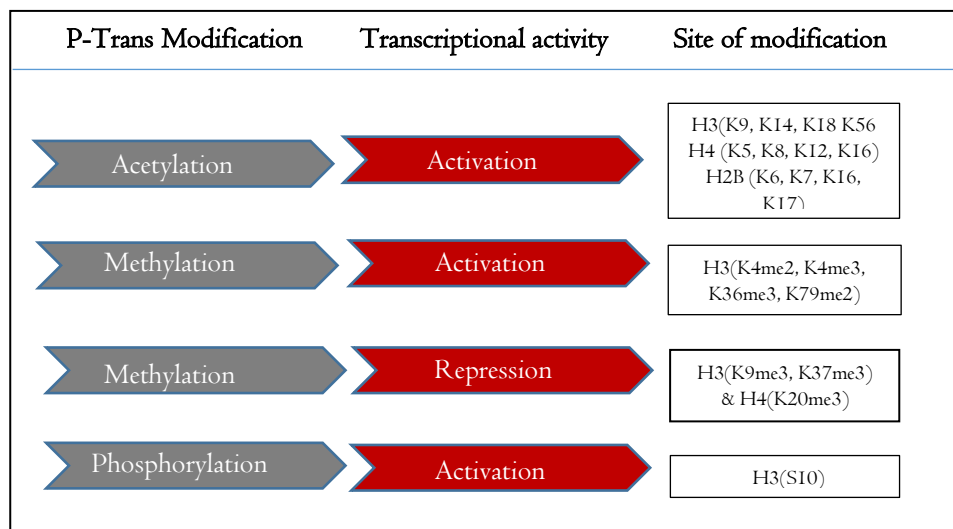 P-Trans Modification Transcriptional activity Site of modification
Acetylation
Activation
H3(K9, K14, K18 K56
H4 (K5, K8, K12, K16)
H2B (K6, K7, K16,
K17)
Methylation
Activation
H3(K4me2, K4me3,
K36me3, K79me2)
Methylation
Repression
H3(K9me3, K37me3)
& H4(K20me3)
Phosphorylation
Activation
H3(S10)